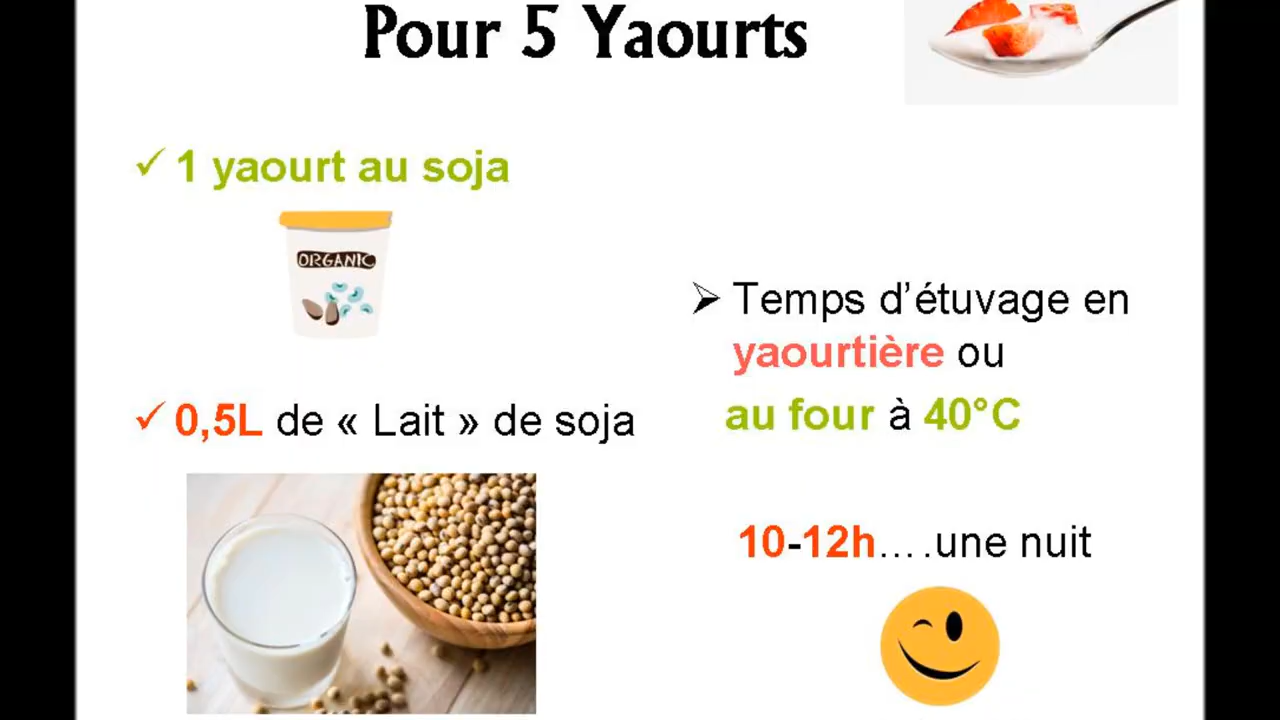 Pour 5 Yaourts
✓ 1 yaourt au soja
ORGANIC
✓ 0,5L de « Lait » de soja
➢ Temps d’étuvage en
yaourtière ou
au four à 40°C
10-12h….une nuit